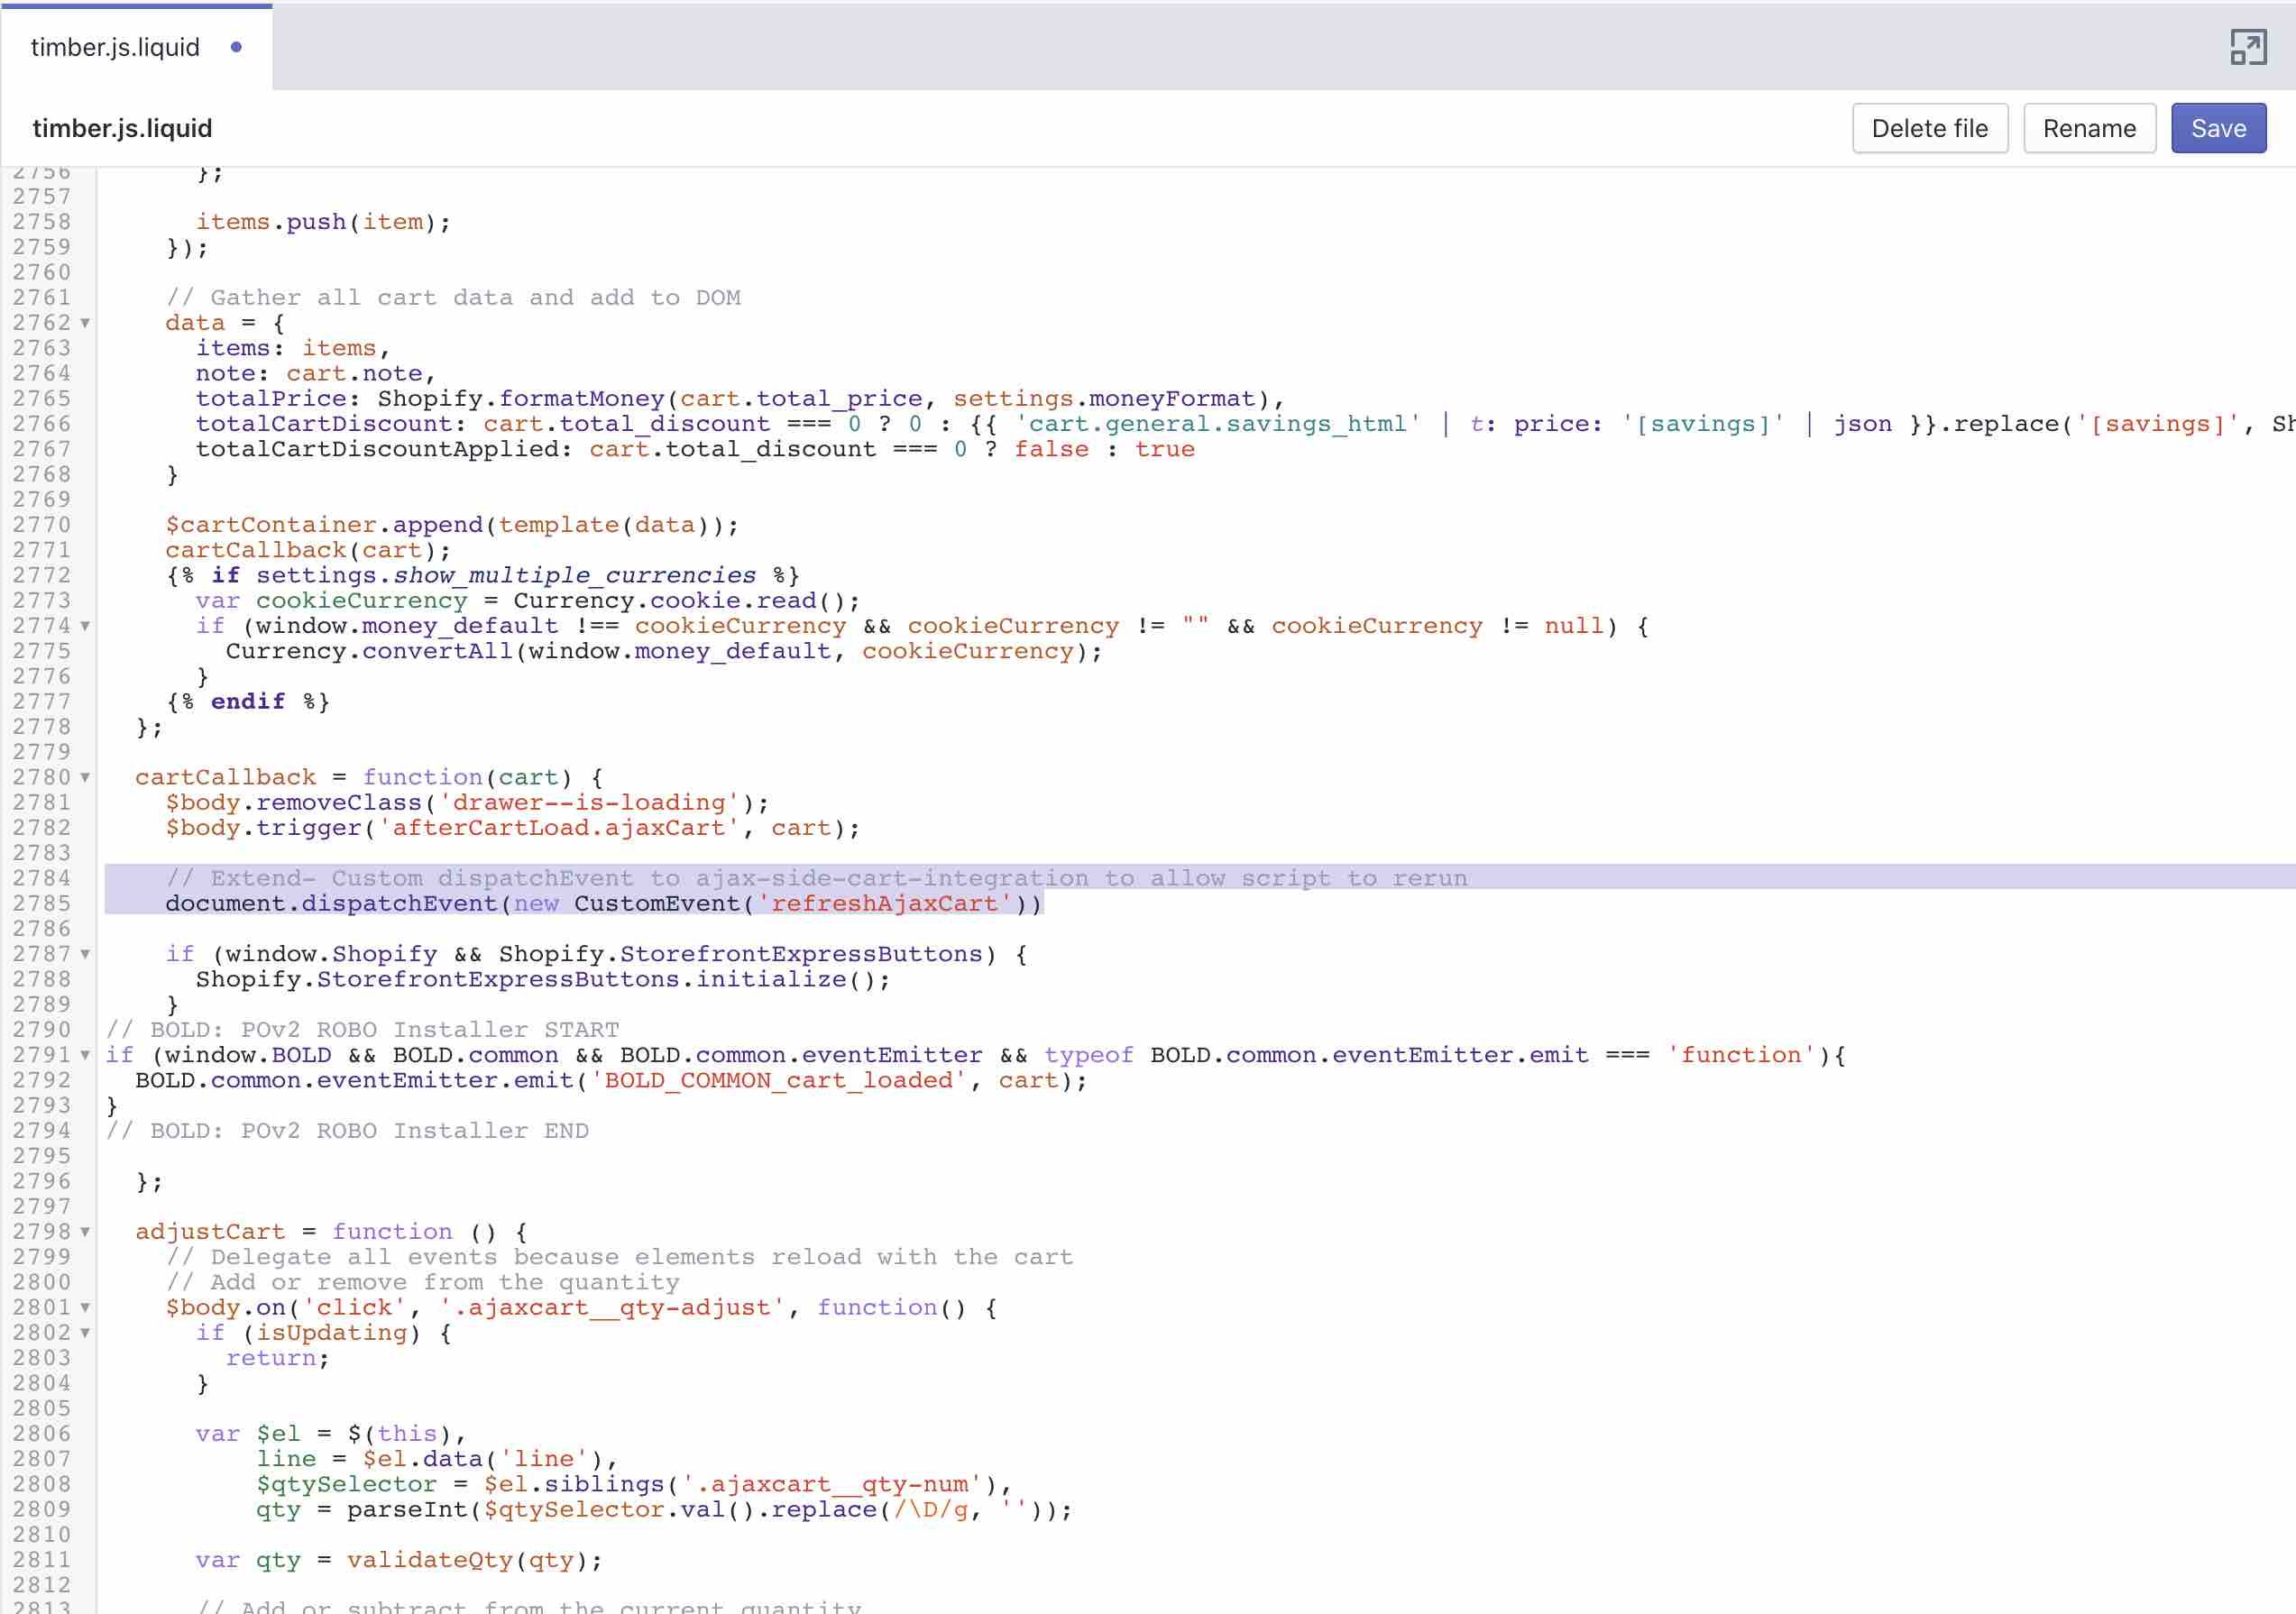 timber.js.liquid
timber.js.liquid
Delete file Rename Save
2756 };
2757
2758 items.push(item);
2759 });
2760
2761 // Gather all cart data and add to DOM
2762 data = {
2763 items: items,
2764 note: cart.note,
2765 totalPrice: Shopify.formatMoney(cart.total_price, settings.moneyFormat),
2766 totalCartDiscount: cart.total_discount === 0 ? 0 : {{ 'cart.general.savings_html' | t: price: '[savings]' | json }}.replace('[savings]', Sh
2767 totalCartDiscountApplied: cart.total_discount === 0 ? false : true
2768 }
2769
2770 $cartContainer.append(template(data));
2771 cartCallback(cart);
2772 {% if settings.show_multiple_currencies %}
2773 var cookieCurrency = Currency.cookie.read();
2774 if (window.money_default !== cookieCurrency && cookieCurrency != "" && cookieCurrency != null) {
2775 Currency.convertAll(window.money_default, cookieCurrency);
2776 }
2777 {% endif %}
2778 };
2779
2780 cartCallback = function(cart) {
2781 $body.removeClass('drawer--is-loading');
2782 $body.trigger('afterCartLoad.ajaxCart', cart);
2783
2784 // Extend- Custom dispatchEvent to ajax-side-cart-integration to allow script to rerun
2785 document.dispatchEvent(new CustomEvent('refreshAjaxCart'))
2786
2787 if (window.Shopify && Shopify.StorefrontExpressButtons) {
2788 Shopify.StorefrontExpressButtons.initialize();
2789 }
2790 // BOLD: POv2 ROBO Installer START
2791 if (window.BOLD && BOLD.common && BOLD.common.eventEmitter && typeof BOLD.common.eventEmitter.emit === 'function'){
2792 BOLD.common.eventEmitter.emit('BOLD_COMMON_cart_loaded', cart);
2793 }
2794 // BOLD: POv2 ROBO Installer END
2795
2796 };
2797
2798 adjustCart = function () {
2799 // Delegate all events because elements reload with the cart
2800 // Add or remove from the quantity
2801 $body.on('click', '.ajaxcart__qty-adjust', function() {
2802 if (isUpdating) {
2803 return;
2804 }
2805
2806 var $el = $(this),
2807 line = $el.data('line'),
2808 $qtySelector = $el.siblings('.ajaxcart__qty-num'),
2809 qty = parseInt($qtySelector.val().replace(/\D/g, ''));
2810
2811 var qty = validateQty(qty);
2812
2813 // Add or subtract from the current quantity